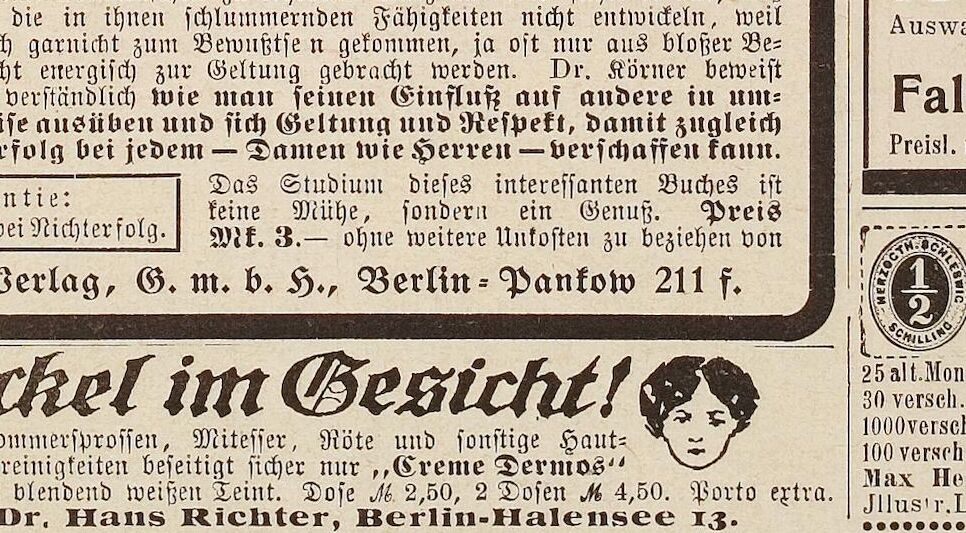 die in ihnen schlummernden Fähigkeiten nicht entwickeln, weil
garnicht zum Bewußtse n gekommen, ja oft nur aus bloßer Be-
energisch zur Geltung gebracht werden. Dr. Körner beweist
verständlich wie man seinen Einfluß auf andere in um-
ausüben und sich Geltung und Respekt, damit zugleich
rfolg bei jedem — Damen wie Herren — verschaffen kann.
ntie:
bei Nichterfolg.
Das Studium dieses interessanten Buches ist
keine Mühe, sondern ein Genuß. Preis
Mk. 3.— ohne weitere Unkosten zu beziehen von
Verlag, G. m. b. H., Berlin-Pankow 211 f.
ckel im Gesicht!
ommersprossen, Mitesser, Röte und sonstige Haut-
reinigkeiten beseitigt sicher nur „Creme Dermos“
blendend weißen Teint. Dose M 2,50, 2 Dosen M 4,50. Porto extra.
Dr. Hans Richter, Berlin-Halensee 13.
Auswa
Fal
Preisl.
HERZOGTH. SCHLESWIG
1/2
SCHILLING
25 alt. Mon
30 versch.
1000 versch
100 versch
Max He
Jllustr. L